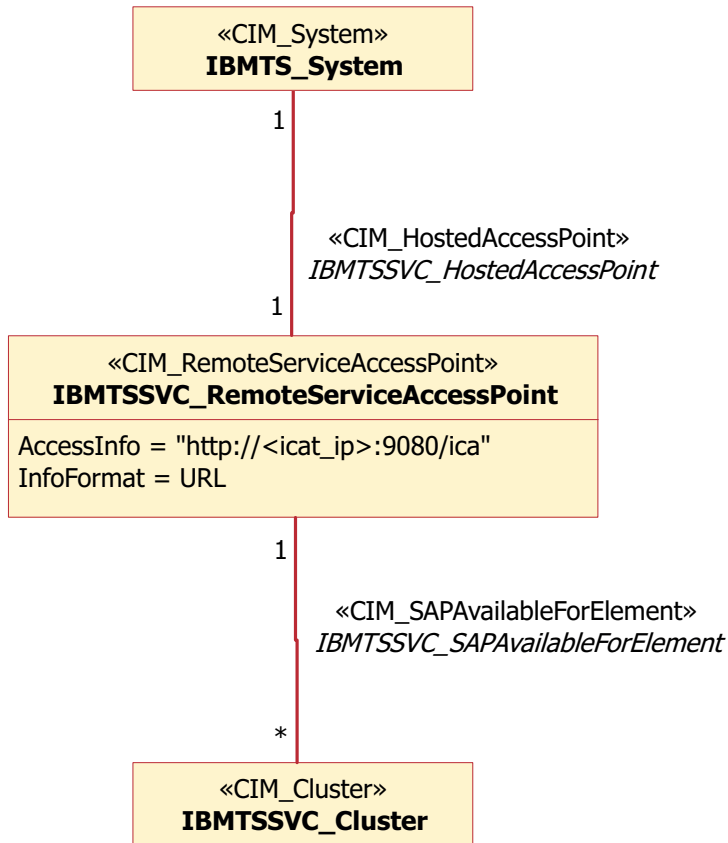 «CIM_System»
IBMTS_System
1
«CIM_HostedAccessPoint»
IBMTSSVC_HostedAccessPoint
1
«CIM_RemoteServiceAccessPoint»
IBMTSSVC_RemoteServiceAccessPoint
AccessInfo = "http://<icat_ip>:9080/ica"
InfoFormat = URL
1
«CIM_SAPAvailableForElement»
IBMTSSVC_SAPAvailableForElement
*
«CIM_Cluster»
IBMTSSVC_Cluster